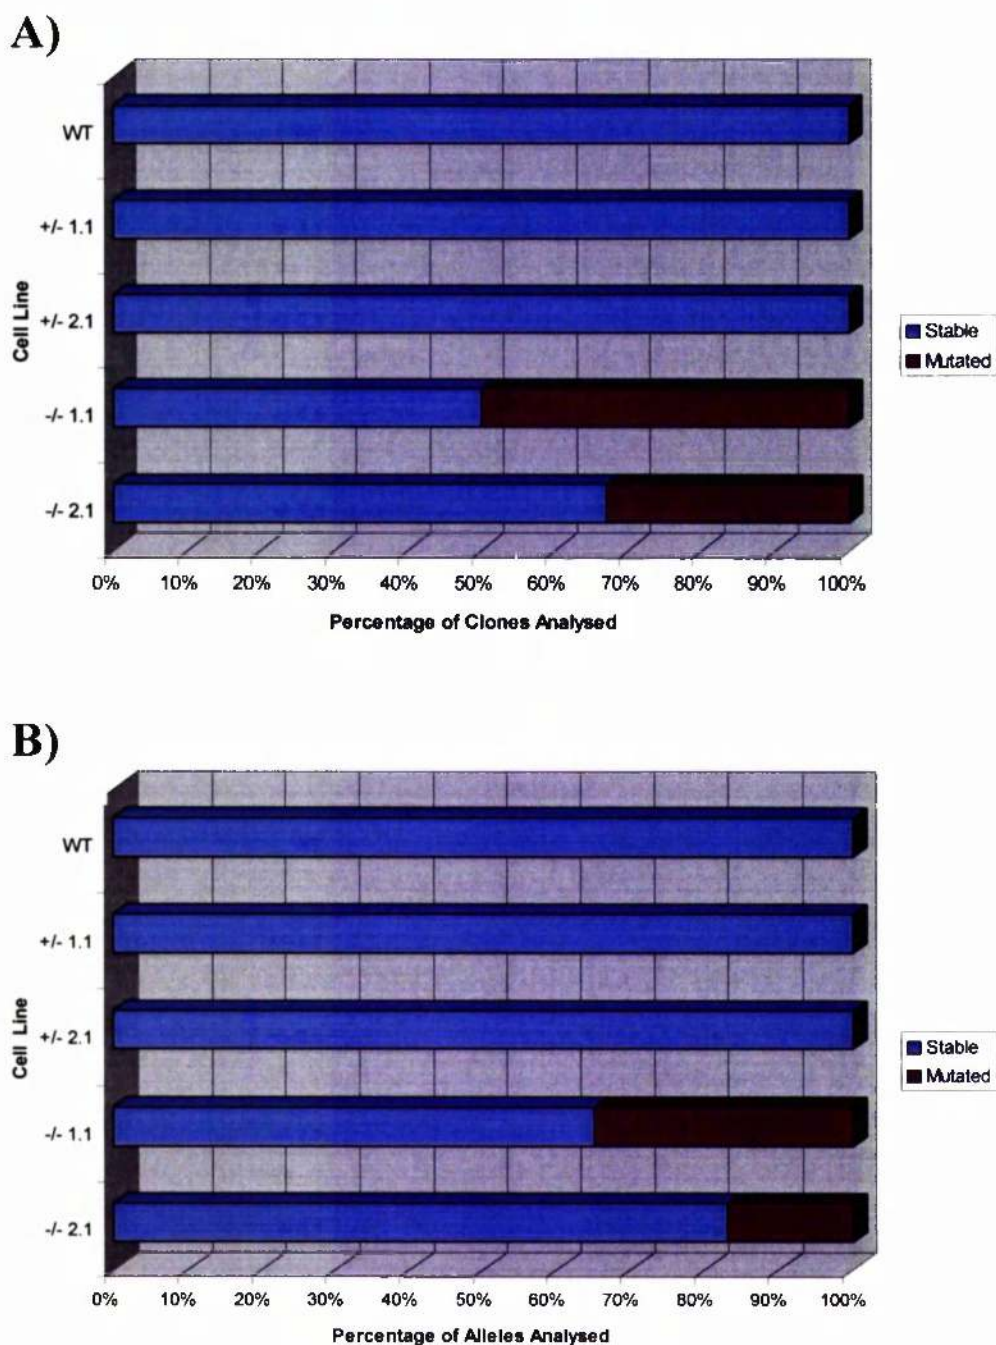 A)
WT
+/- 1.1
+/- 2.1
-/- 1.1
-/- 2.1
Cell Line
Stable
Mutated
0% 10% 20% 30% 40% 50% 60% 70% 80% 90% 100%
Percentage of Clones Analysed
B)
WT
+/- 1.1
+/- 2.1
-/- 1.1
-/- 2.1
Cell Line
Stable
Mutated
0% 10% 20% 30% 40% 50% 60% 70% 80% 90% 100%
Percentage of Alleles Analysed